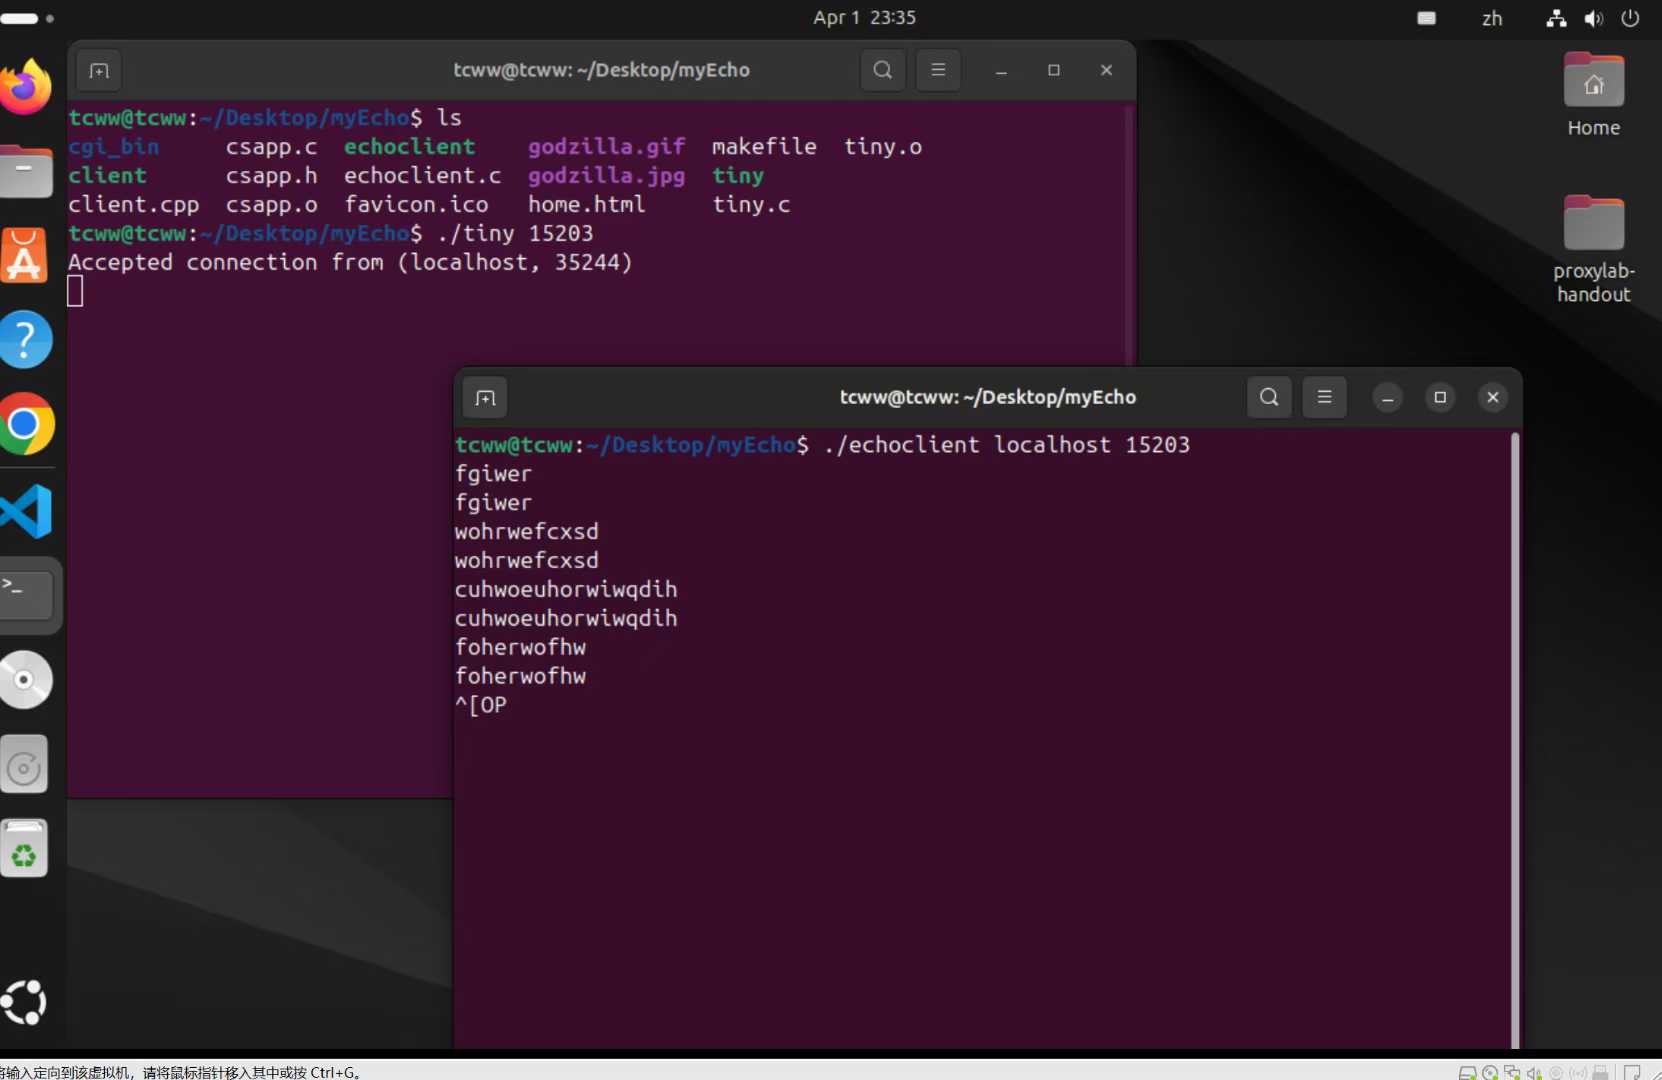 Apr 1 23:35
zh
tcww@tcww: ~/Desktop/myEcho
tcww@tcww:~/Desktop/myEcho$ ls
cgi_bin csapp.c echoclient godzilla.gif makefile tiny.o
client csapp.h echoclient.c godzilla.jpg tiny
client.cpp csapp.o favicon.ico home.html tiny.c
tcww@tcww:~/Desktop/myEcho$ ./tiny 15203
Accepted connection from (localhost, 35244)
Home
proxylab-
handout
tcww@tcww: ~/Desktop/myEcho
tcww@tcww:~/Desktop/myEcho$ ./echoclient localhost 15203
fgiwer
fgiwer
wohrwefcxsd
wohrwefcxsd
cuhwoeuhorwiwqdih
cuhwoeuhorwiwqdih
foherwofhw
foherwofhw
^[OP
将输入定向到该虚拟机，请将鼠标指针移入其中或按 Ctrl+G。